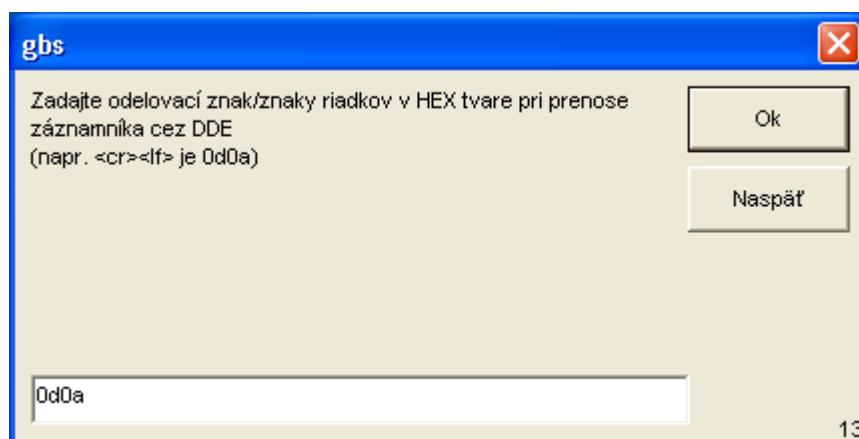 gbs
Zadajte odelovací znak/znaky riadkov v HEX tvare pri prenose
záznamníka cez DDE
(napr. <cr><lf> je 0d0a)
Ok
Naspäť
0d0a
13